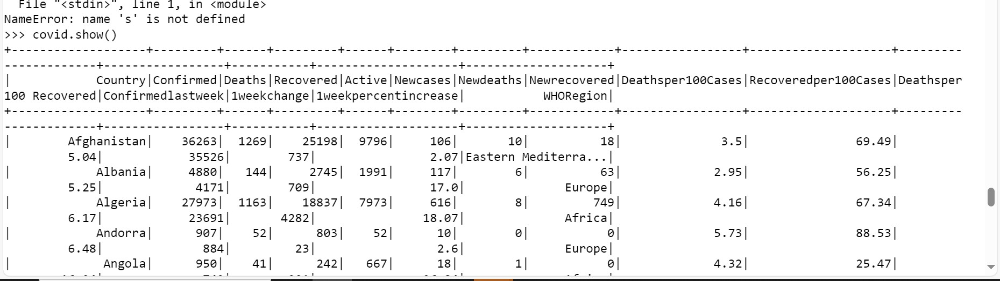 File "<stdin>", line 1, in <module>
NameError: name 's' is not defined
>>> covid.show()
+-------------------+---------+------+---------+------+--------+---------+------------+-----------------+--------------------+---------
-------------+-----------------+-----------+--------------------+--------------------+
|            Country|Confirmed|Deaths|Recovered|Active|Newcases|Newdeaths|Newrecovered|Deathsper100Cases|Recoveredper100Cases|Deathsper
100 Recovered|Confirmedlastweek|1weekchange|1weekpercentincrease|           WHORegion|
+-------------------+---------+------+---------+------+--------+---------+------------+-----------------+--------------------+---------
-------------+-----------------+-----------+--------------------+--------------------+
|        Afghanistan|    36263|  1269|    25198|  9796|     106|       10|          18|              3.5|               69.49|
         5.04|            35526|        737|                2.07|Eastern Mediterra...|
|            Albania|     4880|   144|     2745|  1991|     117|        6|          63|             2.95|               56.25|
         5.25|             4171|        709|                17.0|              Europe|
|            Algeria|    27973|  1163|    18837|  7973|     616|        8|         749|             4.16|               67.34|
         6.17|            23691|       4282|               18.07|              Africa|
|            Andorra|      907|    52|      803|    52|      10|        0|           0|             5.73|               88.53|
         6.48|              884|         23|                 2.6|              Europe|
|             Angola|      950|    41|      242|   667|      18|        1|           0|             4.32|               25.47|